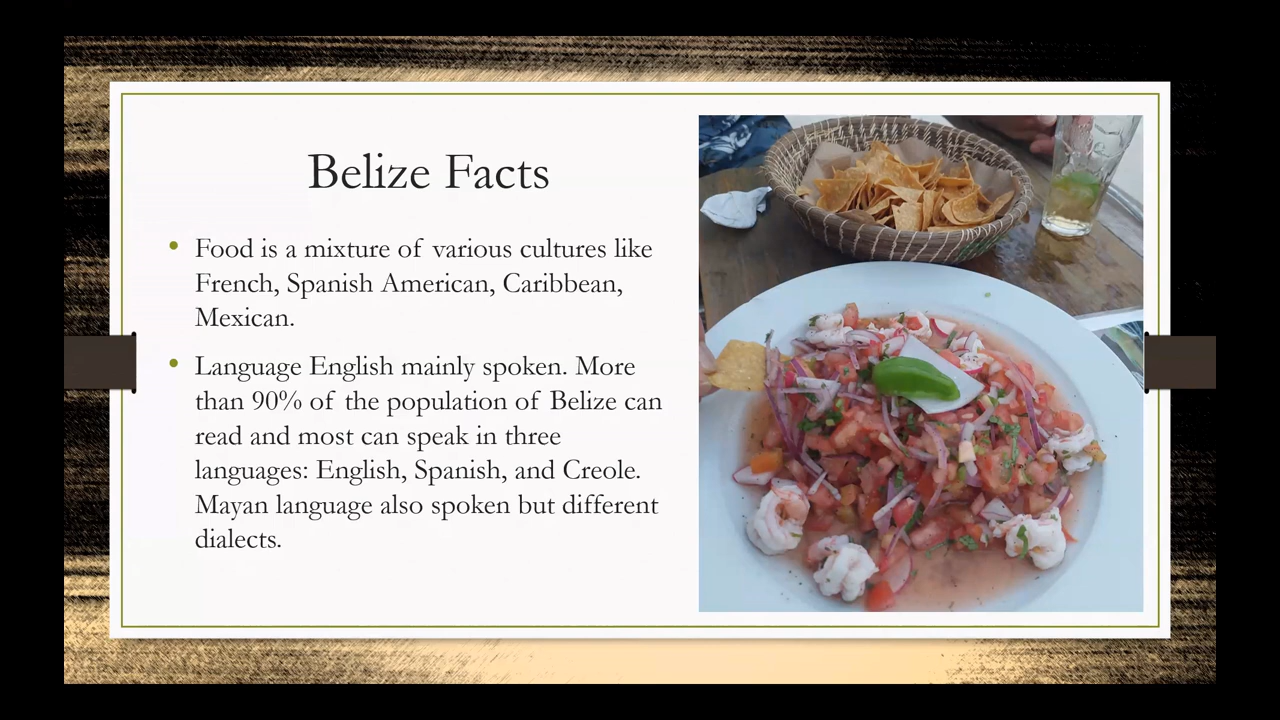 Belize Facts
Food is a mixture of various cultures like
French, Spanish American, Caribbean,
Mexican.
Language English mainly spoken. More
than 90% of the population of Belize can
read and most can speak in three
languages: English, Spanish, and Creole.
Mayan language also spoken but different
dialects.